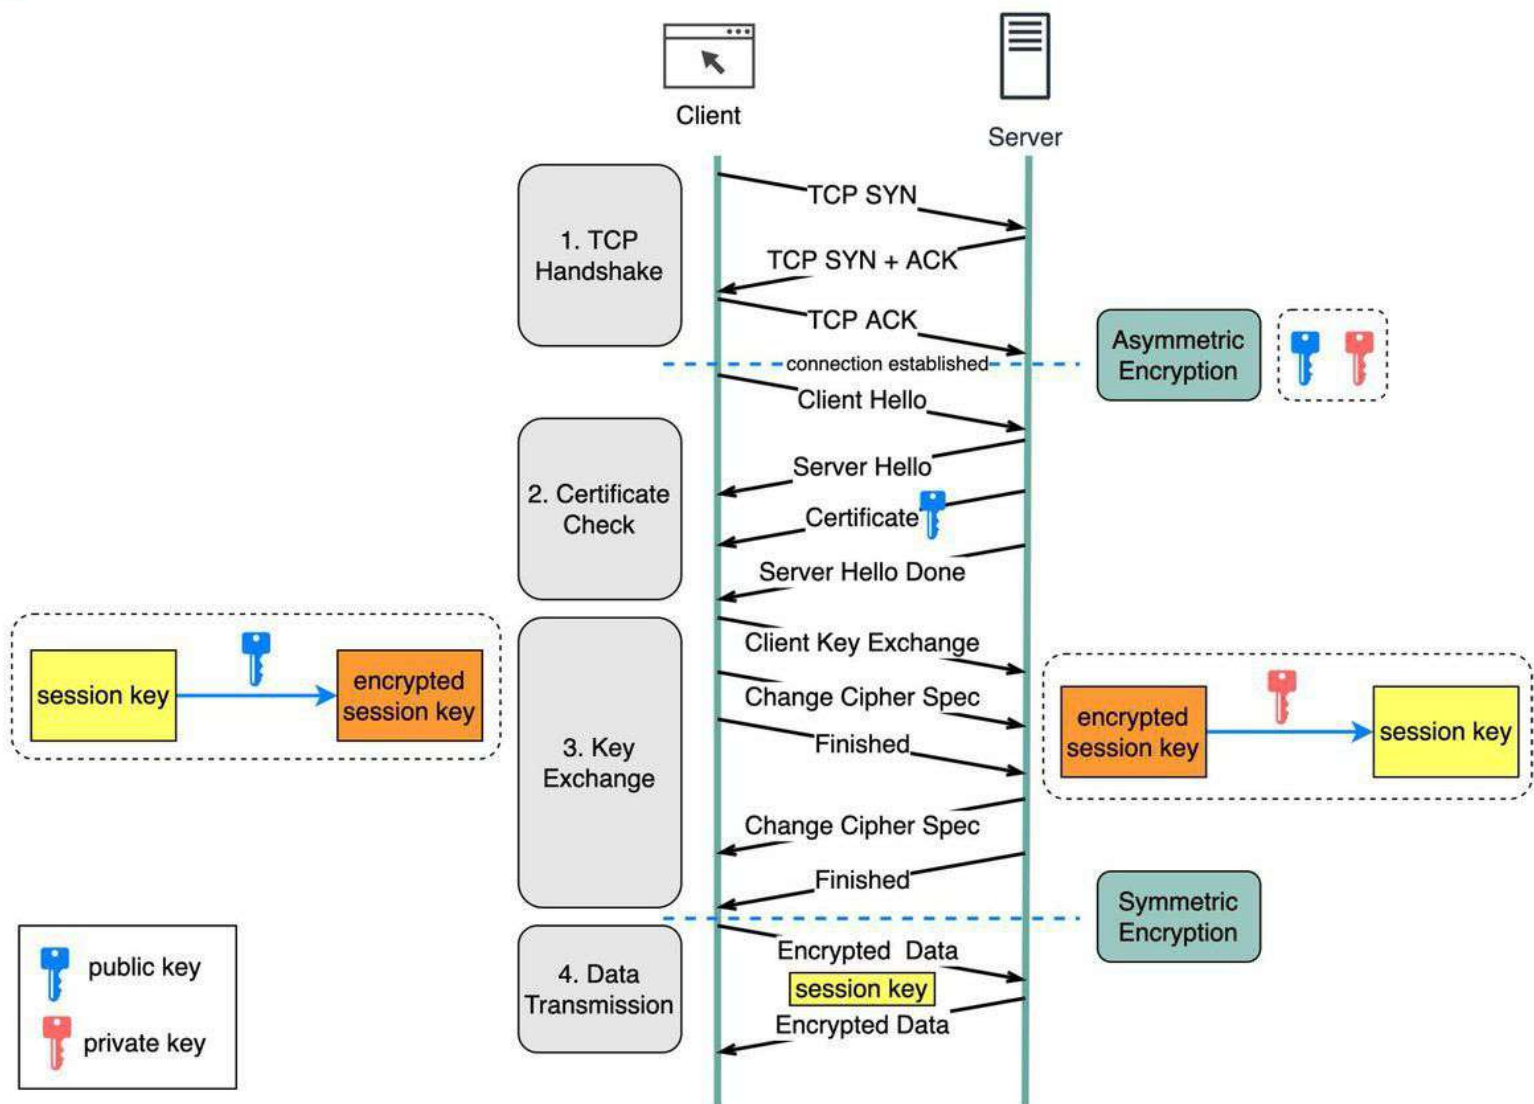 Client
Server
1. TCP
Handshake
TCP SYN
TCP SYN + ACK
TCP ACK
connection established
Asymmetric
Encryption
Client Hello
2. Certificate
Check
Server Hello
Certificate
Server Hello Done
session key
encrypted
session key
3. Key
Exchange
Client Key Exchange
Change Cipher Spec
Finished
encrypted
session key
session key
Change Cipher Spec
Finished
Symmetric
Encryption
4. Data
Transmission
Encrypted Data
session key
Encrypted Data
public key
private key